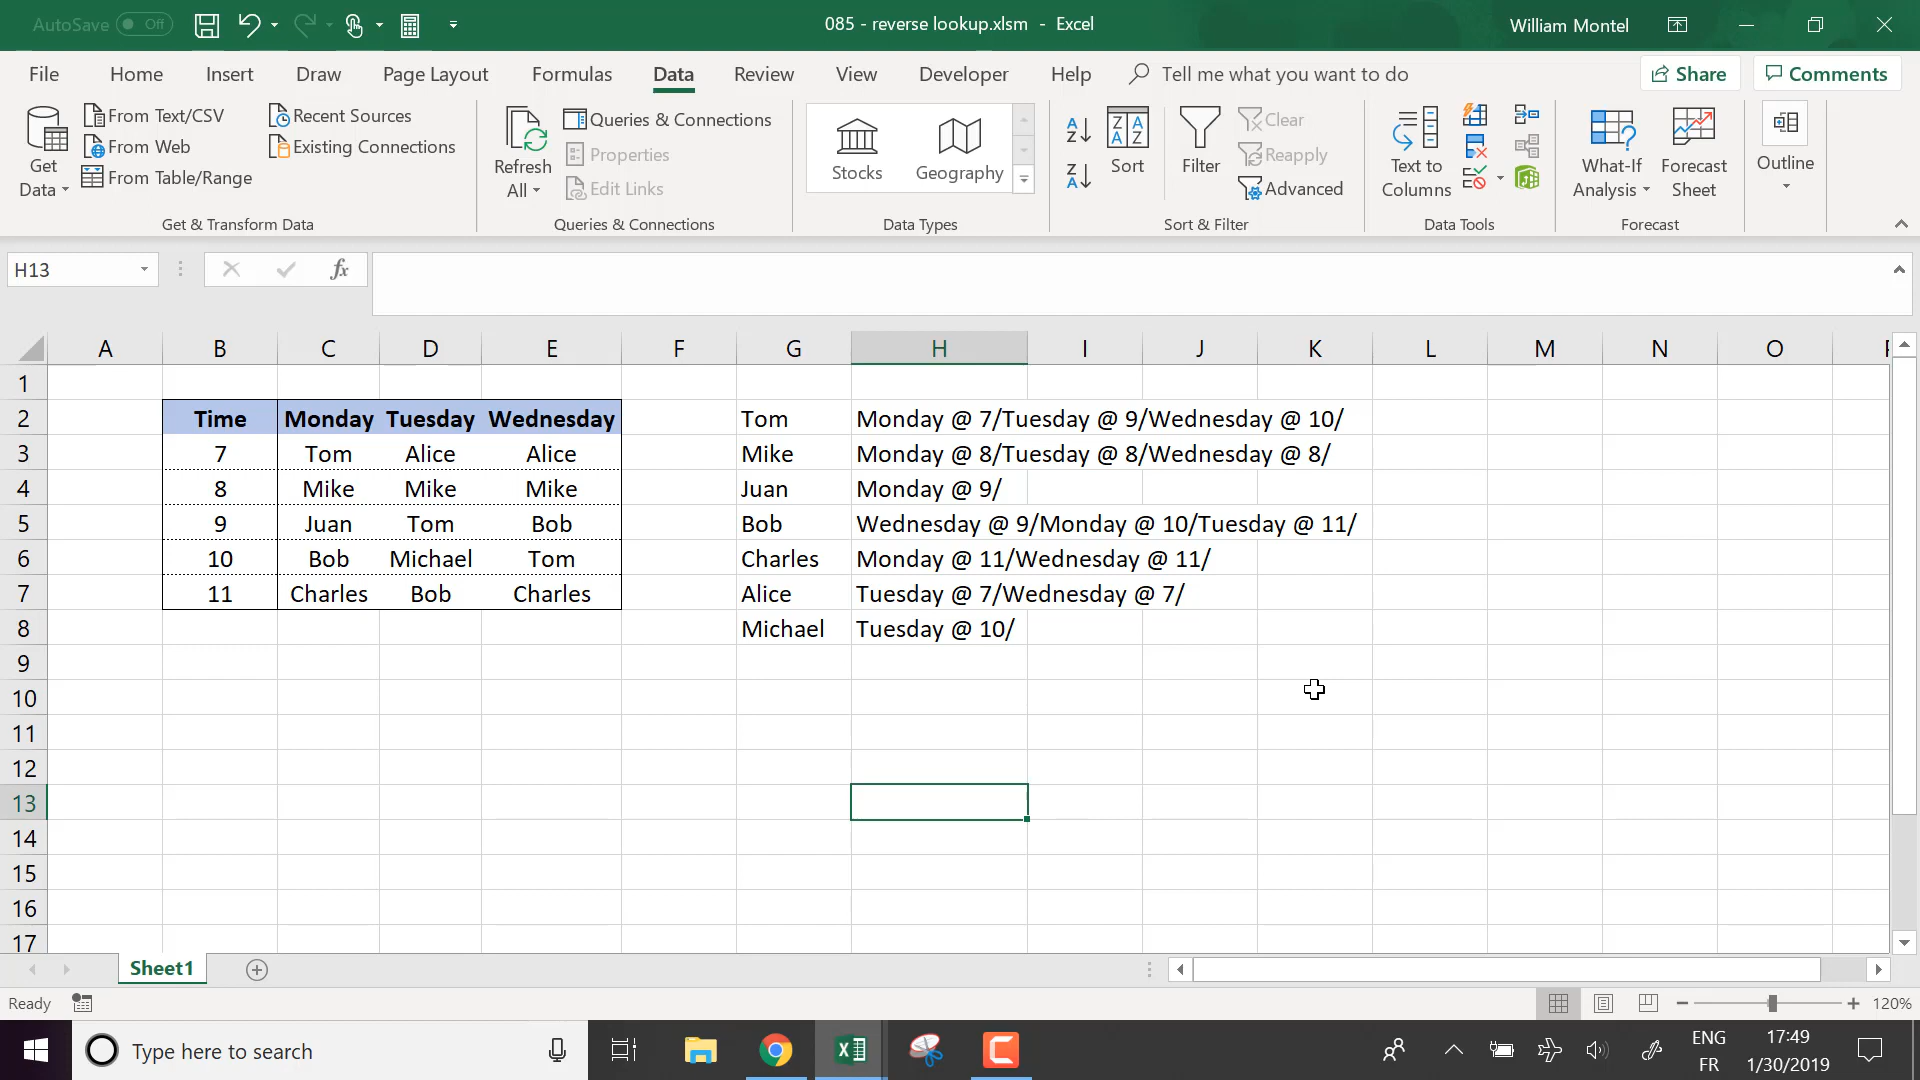 AutoSave Off
085 - reverse lookup.xlsm - Excel
William Montel
File Home Insert Draw Page Layout Formulas Data Review View Developer Help Tell me what you want to do Share Comments
Get Data
From Text/CSV
From Web
From Table/Range
Recent Sources
Existing Connections
Get & Transform Data
Refresh All
Queries & Connections
Properties
Edit Links
Queries & Connections
Stocks
Geography
Data Types
Sort
Filter
Clear
Reapply
Advanced
Sort & Filter
Text to Columns
Data Tools
What-If Analysis
Forecast Sheet
Forecast
Outline
H13 fx
A B C D E F G H I J K L M N O
1
2 Time Monday Tuesday Wednesday Tom Monday @ 7/Tuesday @ 9/Wednesday @ 10/
3 7 Tom Alice Alice Mike Monday @ 8/Tuesday @ 8/Wednesday @ 8/
4 8 Mike Mike Mike Juan Monday @ 9/
5 9 Juan Tom Bob Bob Wednesday @ 9/Monday @ 10/Tuesday @ 11/
6 10 Bob Michael Tom Charles Monday @ 11/Wednesday @ 11/
7 11 Charles Bob Charles Alice Tuesday @ 7/Wednesday @ 7/
8 Michael Tuesday @ 10/
9
10
11
12
13
14
15
16
17
Sheet1
Ready 120%
Type here to search
ENG
FR
17:49
1/30/2019